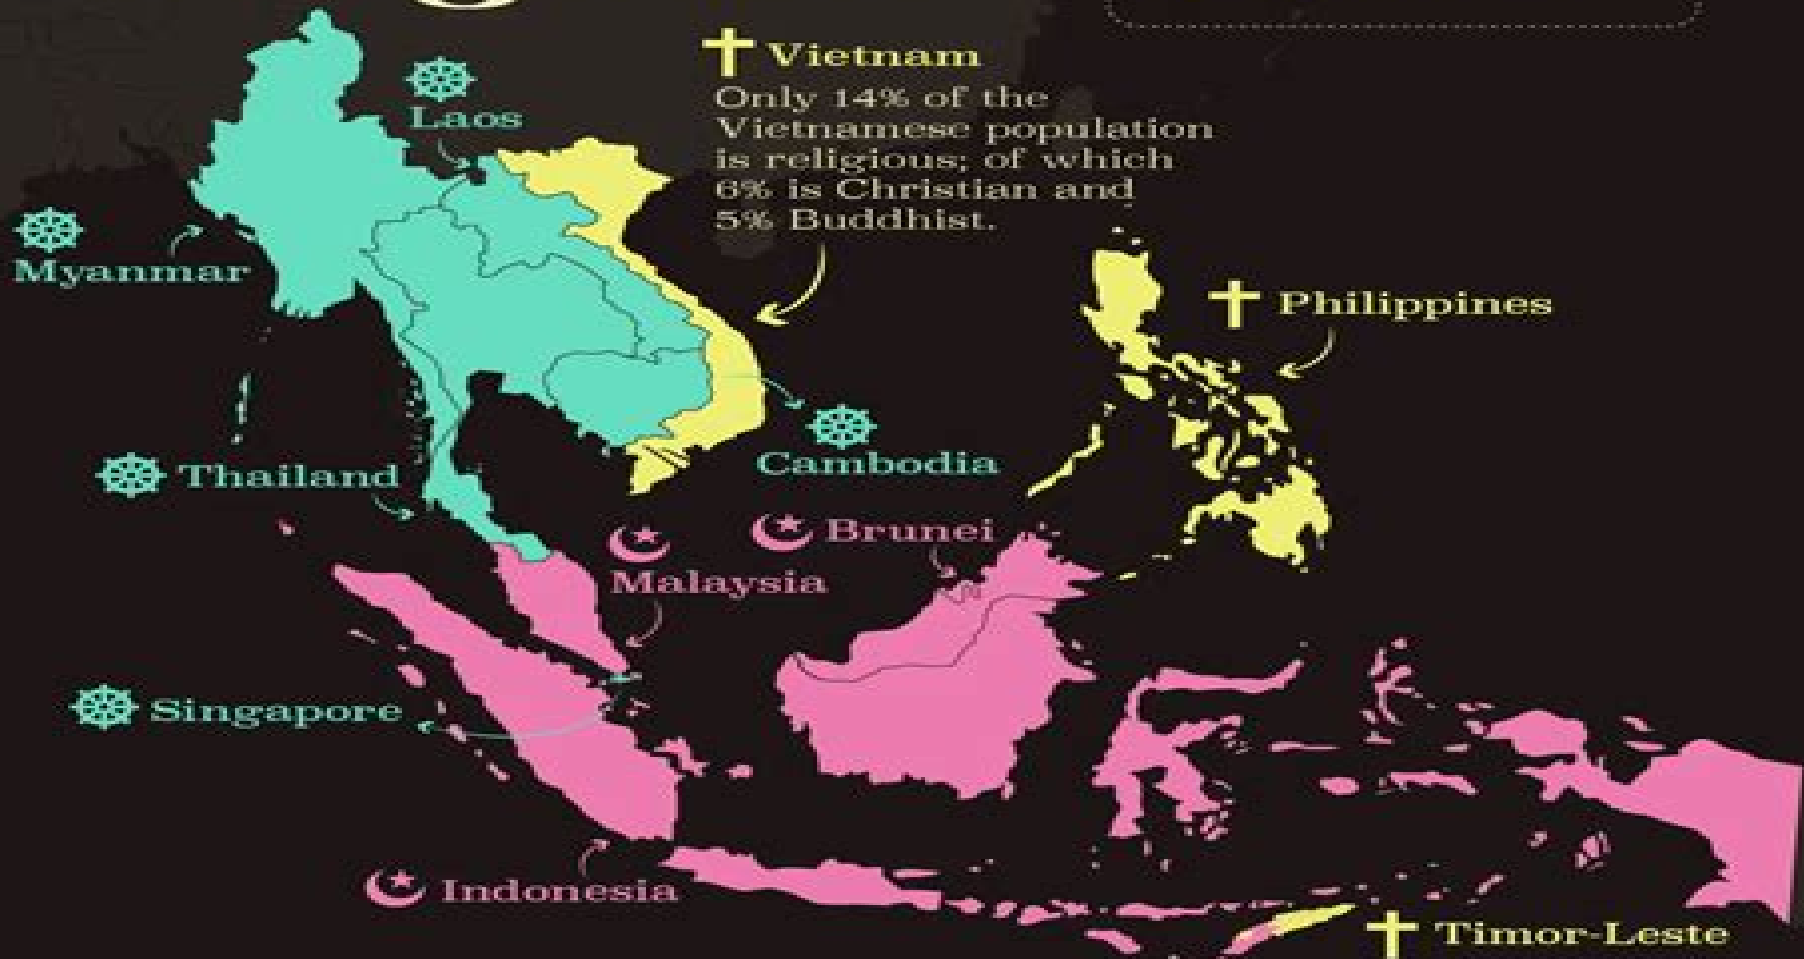 Vietnam
Only 14% of the
Vietnamese population
is religious; of which
6% is Christian and
5% Buddhist.
Laos
Myanmar
Philippines
Thailand
Cambodia
Brunei
Malaysia
Singapore
Indonesia
Timor-Leste